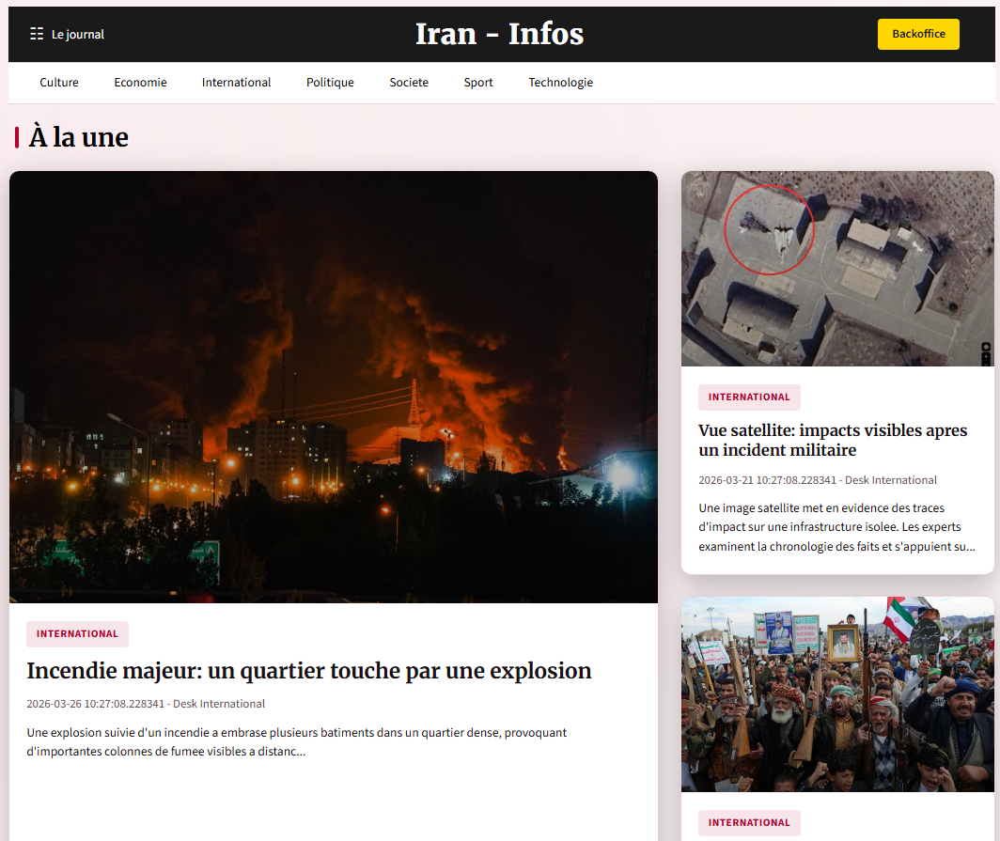 Le journal
Iran - Infos
Backoffice
Culture
Economie
International
Politique
Societe
Sport
Technologie
À la une
INTERNATIONAL
Incendie majeur: un quartier touche par une explosion
2026-03-26 10:27:08.228341 - Desk International
Une explosion suivie d'un incendie a embrase plusieurs batiments dans un quartier dense, provoquant
d'importantes colonnes de fumee visibles a distanc...
INTERNATIONAL
Vue satellite: impacts visibles apres
un incident militaire
2026-03-21 10:27:08.228341 - Desk International
Une image satellite met en evidence des traces
d'impact sur une infrastructure isolee. Les experts
examinent la chronologie des faits et s'appuient su...
INTERNATIONAL